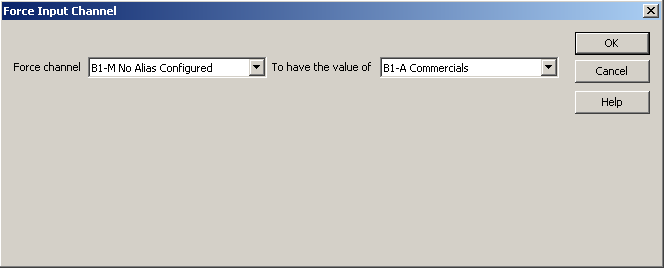 Force Input Channel
OK
Force channel B1-M No Alias Configured To have the value of B1-A Commercials
Cancel
Help